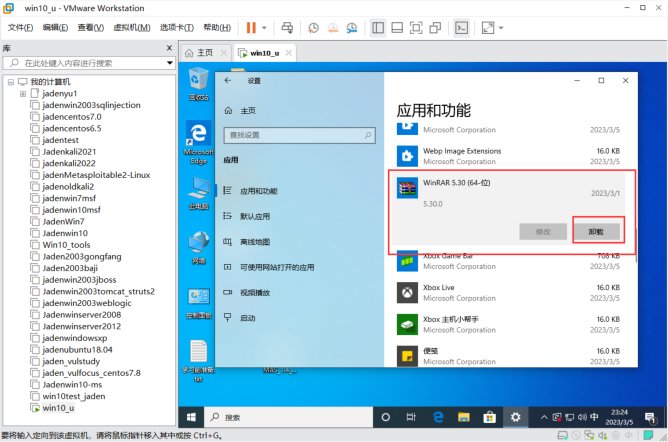 win10_u - VMware Workstation
文件(F) 编辑(E) 查看(V) 虚拟机(M) 选项卡(T) 帮助(H)
库
在此处键入内容进行搜索
主页
win10_u
我的计算机
jadenyu1
jadenwin2003sqlinjection
jadencentos7.0
jadencentos6.5
jadentest
Jadenkali2021
jadenkali2022
jadenMetasploitable2-Linux
jadenoldkali2
jadenwin7msf
jadenwin10msf
JadenWin7
Jadenwin10
Win10_tools
Jaden2003gongfang
Jaden2003baji
jadenwin2003jboss
Jadenwin2003tomcat_struts2
Jadenwin2003weblogic
Jadenwinserver2008
Jadenwinserver2012
jadenwindowsxp
jadenubuntu18.04
jaden_vulstudy
jaden_vulfocus_centos7.8
Jadenwin10-ms
win10test_jaden
win10_u
回收站
Microsoft
Edge
此电脑
网络
控制面板
.txt
设置
主页
查找设置
应用
应用和功能
默认应用
离线地图
可使用网站打开的应用
视频播放
启动
应用和功能
Microsoft Corporation 2023/3/5
Webp Image Extensions 16.0 KB
Microsoft Corporation 2023/3/5
WinRAR 5.30 (64-位)
2023/3/1
5.30.0
修改 卸载
Xbox Game Bar 708 KB
2023/3/5
Xbox Live 16.0 KB
Microsoft Corporation 2023/3/5
Xbox 主机小帮手 16.0 KB
Microsoft Corporation 2023/3/5
便笺 16.0 KB
Microsoft Corporation 2023/3/5
搜索
中
23:24
2023/3/5
要将输入定向到该虚拟机，请将鼠标指针移入其中或按 Ctrl+G。